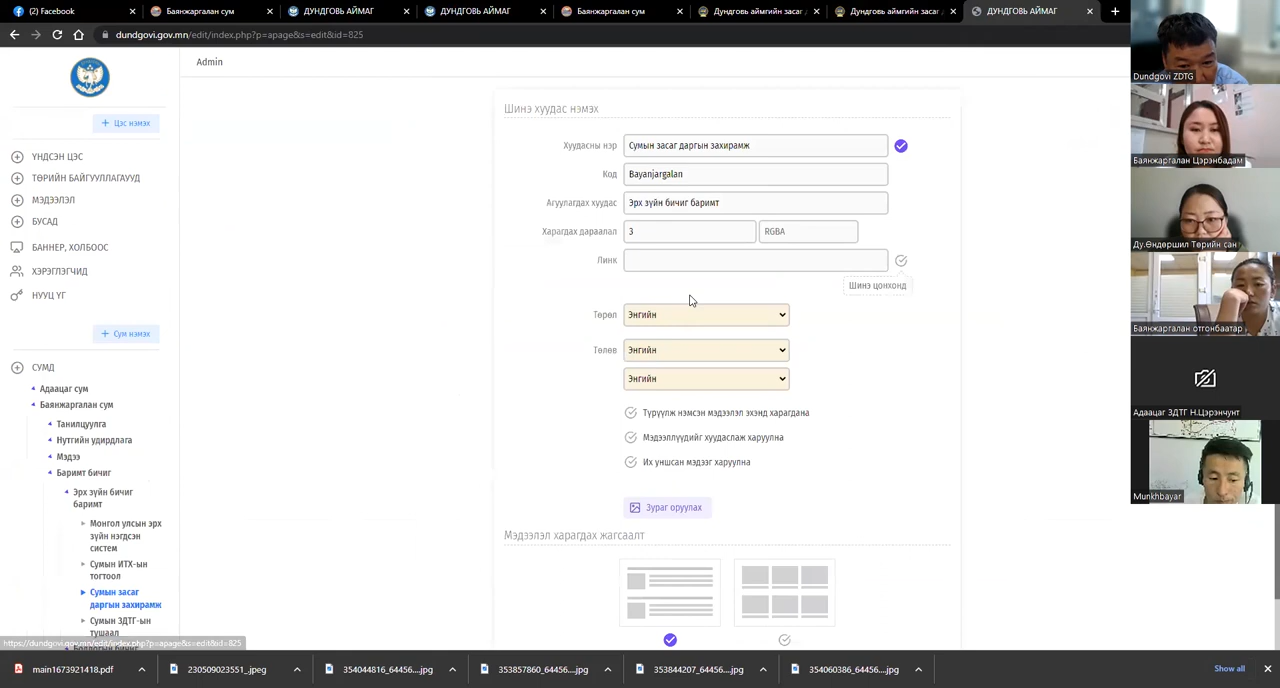 (2) Facebook
Баянжаргалан сум
ДУНДГОВЬ АЙМАГ
ДУНДГОВЬ АЙМАГ
Баянжаргалан сум
Дундговь аймгийн засаг
Дундговь аймгийн засаг
ДУНДГОВЬ АЙМАГ
dundgovi.gov.mn/edit/index.php?p=apage&s=edit&id=825
Admin
+ Цэс нэмэх
ҮНДСЭН ЦЭС
ТӨРИЙН БАЙГУУЛЛАГАУУД
МЭДЭЭЛЭЛ
БУСАД
БАННЕР, ХОЛБООС
ХЭРЭГЛЭГЧИД
НУУЦ ҮГ
+ Сум нэмэх
СУМД
Адаацаг сум
Баянжаргалан сум
Танилцуулга
Нутгийн удирдлага
Мэдээ
Баримт бичиг
Эрх зүйн бичиг
баримт
Монгол улсын эрх
зүйн нэгдсэн
систем
Сумын ИТХ-ын
тогтоол
Сумын засаг
даргын захирамж
Сумын ЗДТГ-ын
тушаал
https://dundgovi.gov.mn/edit/index.php?p=apage&s=edit&id=825
Шинэ хуудас нэмэх
Хуудасны нэр
Сумын засаг даргын захирамж
Код
Bayanjargalan
Агуулагдах хуудас
Эрх зүйн бичиг баримт
Харагдах дараалал
3
RGBA
Линк
Шинэ цонхонд
Төрөл
Энгийн
Төлөв
Энгийн
Энгийн
Түрүүлж нэмсэн мэдээлэл эхэнд харагдана
Мэдээллүүдийг хуудаслаж харуулна
Их уншсан мэдээг харуулна
Зураг оруулах
Мэдээлэл харагдах жагсаалт
Dundgovi ZDTG
Баянжаргалан Цэрэнбадам
Ду.Өндөршил Төрийн сан
Баянжаргалан отгонбаатар
Адаацаг ЗДТГ Н.Цэрэнчунт
Munkhbayar
main1673921418.pdf
230509023551_.jpeg
354044816_64456....jpg
353857860_64456....jpg
353844207_64456....jpg
354060386_64456....jpg
Show all